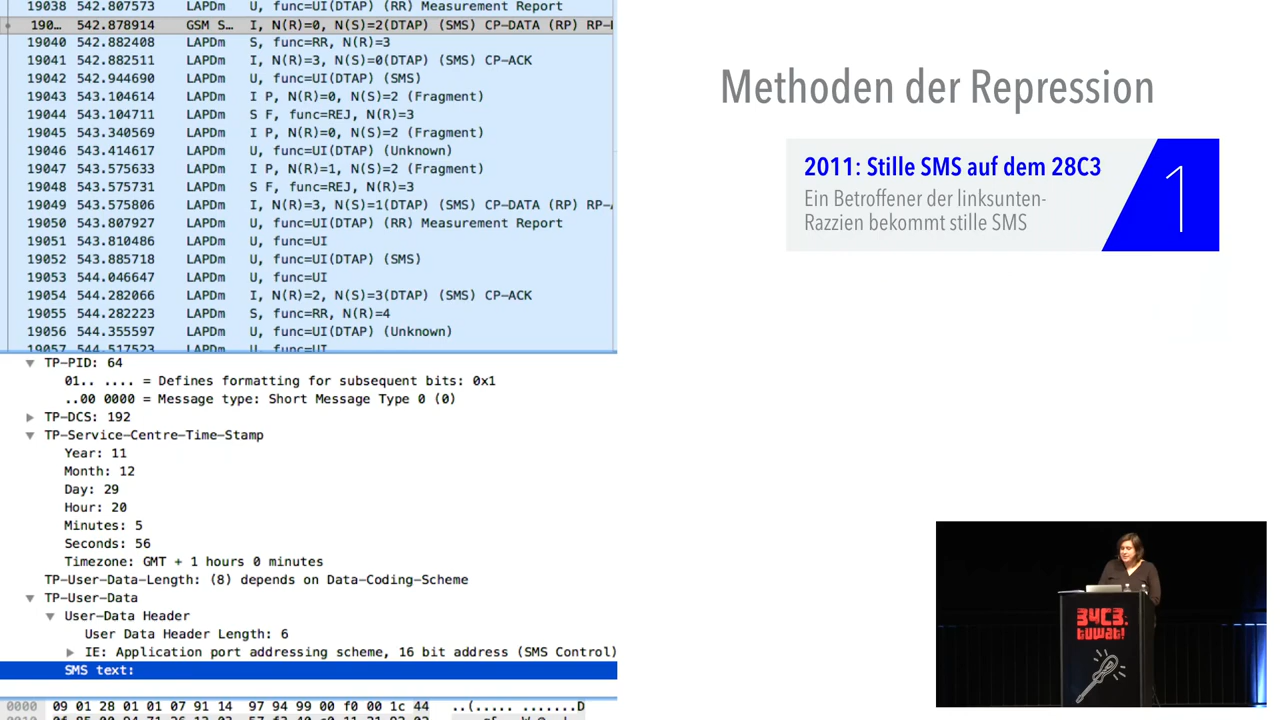 19038 542.807573 LAPDm U, func=UI(DTAP) (RR) Measurement Report
190… 542.878914 GSM S… I, N(R)=0, N(S)=2(DTAP) (SMS) CP-DATA (RP) RP-
19040 542.882408 LAPDm S, func=RR, N(R)=3
19041 542.882511 LAPDm I, N(R)=3, N(S)=0(DTAP) (SMS) CP-ACK
19042 542.944690 LAPDm U, func=UI(DTAP) (SMS)
19043 543.104614 LAPDm I P, N(R)=0, N(S)=2 (Fragment)
19044 543.104711 LAPDm S F, func=REJ, N(R)=3
19045 543.340569 LAPDm I P, N(R)=0, N(S)=2 (Fragment)
19046 543.414617 LAPDm U, func=UI(DTAP) (Unknown)
19047 543.575633 LAPDm I P, N(R)=1, N(S)=2 (Fragment)
19048 543.575731 LAPDm S F, func=REJ, N(R)=3
19049 543.575806 LAPDm I, N(R)=3, N(S)=1(DTAP) (SMS) CP-DATA (RP) RP-
19050 543.807927 LAPDm U, func=UI(DTAP) (RR) Measurement Report
19051 543.810486 LAPDm U, func=UI
19052 543.885718 LAPDm U, func=UI(DTAP) (SMS)
19053 544.046647 LAPDm U, func=UI
19054 544.282066 LAPDm I, N(R)=2, N(S)=3(DTAP) (SMS) CP-ACK
19055 544.282223 LAPDm S, func=RR, N(R)=4
19056 544.355597 LAPDm U, func=UI(DTAP) (Unknown)
19057 544.517523 LAPDm U, func=UI
TP-PID: 64
01.. .... = Defines formatting for subsequent bits: 0x1
..00 0000 = Message type: Short Message Type 0 (0)
TP-DCS: 192
TP-Service-Centre-Time-Stamp
Year: 11
Month: 12
Day: 29
Hour: 20
Minutes: 5
Seconds: 56
Timezone: GMT + 1 hours 0 minutes
TP-User-Data-Length: (8) depends on Data-Coding-Scheme
TP-User-Data
User-Data Header
User Data Header Length: 6
IE: Application port addressing scheme, 16 bit address (SMS Control)
SMS text:
0000 09 01 28 01 01 07 91 14 97 94 99 00 f0 00 1c 44 ..(..... .......D
Methoden der Repression
2011: Stille SMS auf dem 28C3
Ein Betroffener der linksunten-
Razzien bekommt stille SMS
1
34C3.
tuwat!